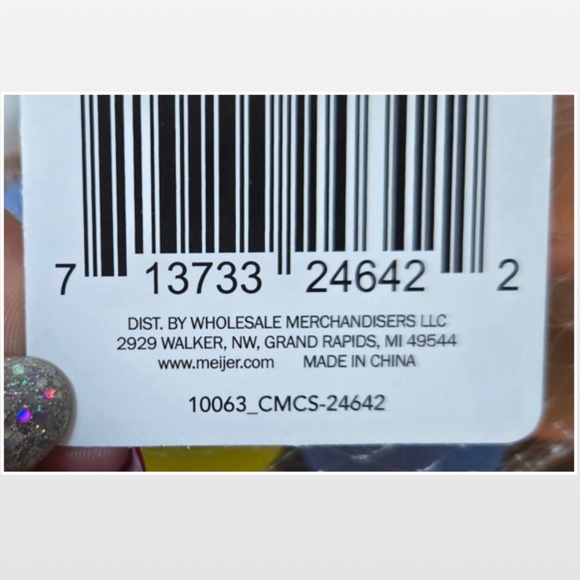 7 13733 24642 2
DIST. BY WHOLESALE MERCHANDISERS LLC
2929 WALKER, NW, GRAND RAPIDS, MI 49544
www.meijer.com MADE IN CHINA
10063_CMCS-24642